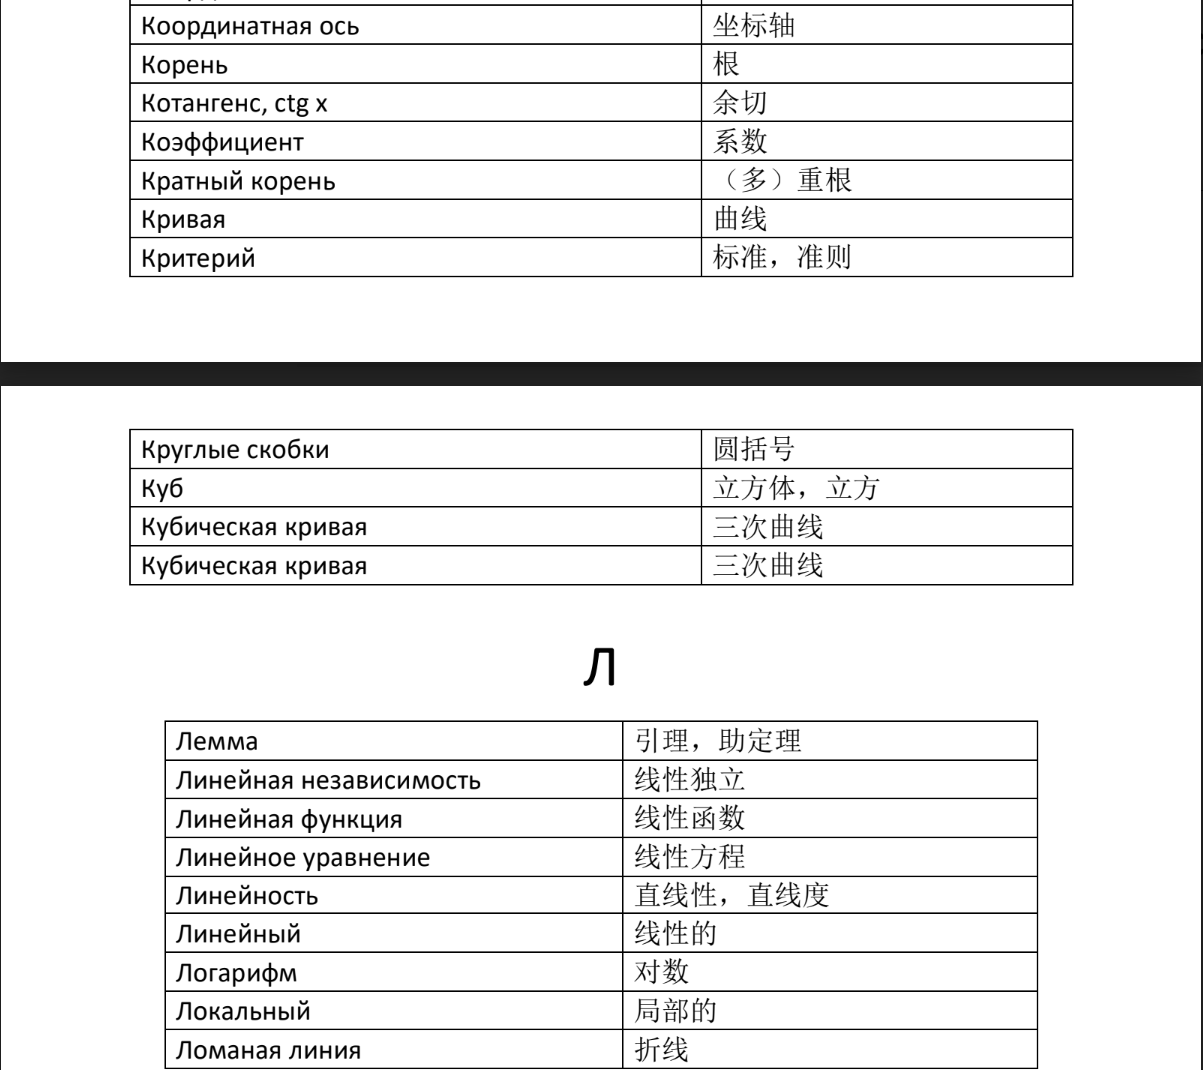 Координатная ось 坐标轴
Корень 根
Котангенс, ctg x 余切
Коэффициент 系数
Кратный корень （多）重根
Кривая 曲线
Критерий 标准，准则
Круглые скобки 圆括号
Куб 立方体，立方
Кубическая кривая 三次曲线
Кубическая кривая 三次曲线
Л
Лемма 引理，助定理
Линейная независимость 线性独立
Линейная функция 线性函数
Линейное уравнение 线性方程
Линейность 直线性，直线度
Линейный 线性的
Логарифм 对数
Локальный 局部的
Ломаная линия 折线